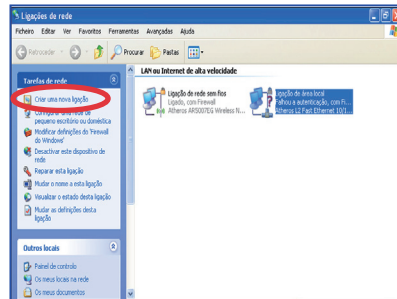 Ligações de rede
Ficheiro Editar Ver Favoritos Ferramentas Avançadas Ajuda
Retroceder Procurar Pastas
Tarefas de rede
Criar uma nova ligação
Configurar uma rede de
pequeno escritório ou doméstica
Modificar definições do 'Firewall
do Windows'
Desactivar este dispositivo de
rede
Reparar esta ligação
Mudar o nome a esta ligação
Visualizar o estado desta ligação
Mudar as definições desta
ligação
Outros locais
Painel de controlo
Os meus locais na rede
Os meus documentos
LAN ou Internet de alta velocidade
Ligação de rede sem fios
Ligado, com Firewall
Atheros AR5007EG Wireless N...
Ligação de área local
Falhou a autenticação, com Fi...
Atheros L2 Fast Ethernet 10/1...